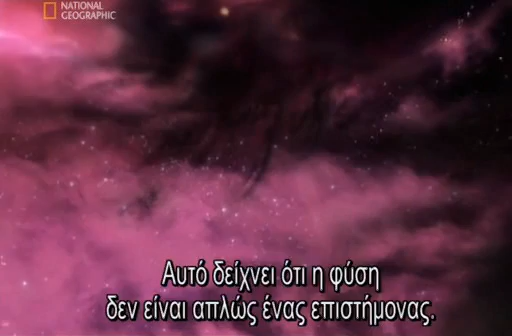 NATIONAL
GEOGRAPHIC
Αυτό δείχνει ότι η φύση
δεν είναι απλώς ένας επιστήμονας.